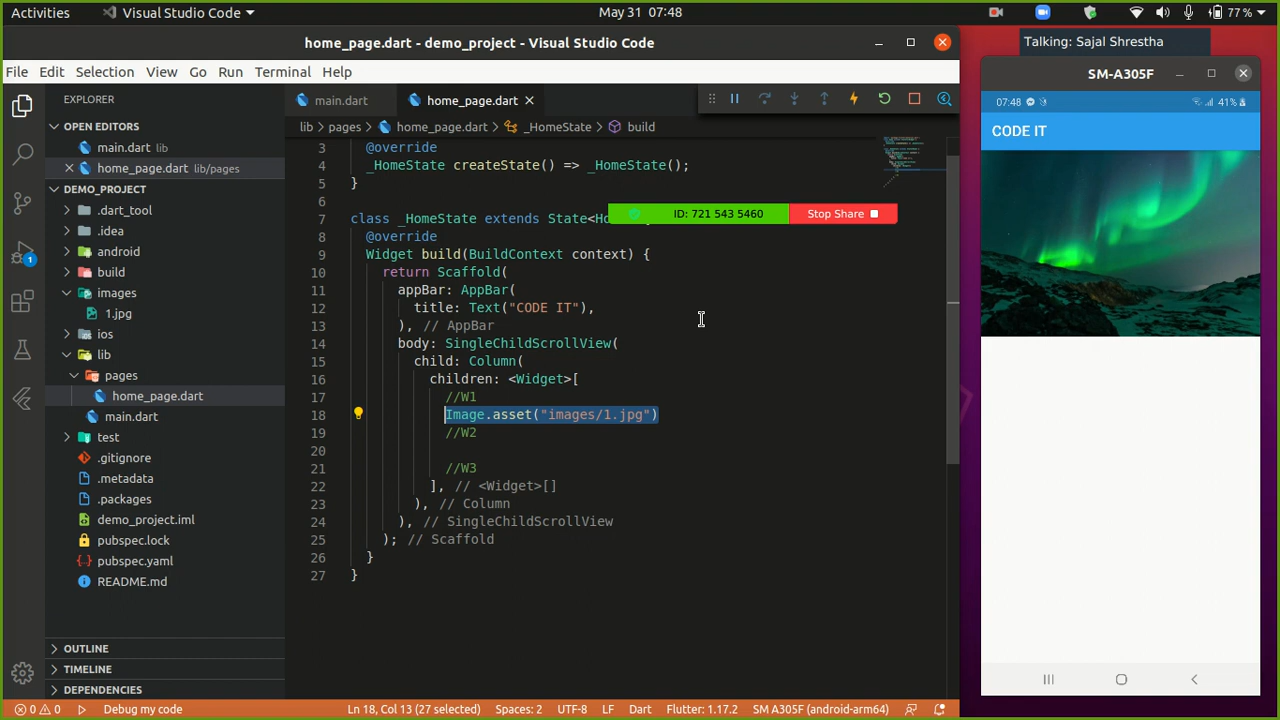 Activities
Visual Studio Code
May 31 07:48
77 %
home_page.dart - demo_project - Visual Studio Code
File Edit Selection View Go Run Terminal Help
EXPLORER
OPEN EDITORS
main.dart lib
home_page.dart lib/pages
DEMO_PROJECT
.dart_tool
.idea
android
build
images
1.jpg
ios
lib
pages
home_page.dart
main.dart
test
.gitignore
.metadata
.packages
demo_project.iml
pubspec.lock
pubspec.yaml
README.md
OUTLINE
TIMELINE
DEPENDENCIES
1
main.dart
home_page.dart
lib > pages > home_page.dart > _HomeState > build
3 @override
4 _HomeState createState() => _HomeState();
5 }
6
7 class _HomeState extends State<Ho
ID: 721 543 5460
Stop Share
8 @override
9 Widget build(BuildContext context) {
10 return Scaffold(
11 appBar: AppBar(
12 title: Text("CODE IT"),
13 ), // AppBar
14 body: SingleChildScrollView(
15 child: Column(
16 children: <Widget>[
17 //W1
18 Image.asset("images/1.jpg")
19 //W2
20
21 //W3
22 ], // <Widget>[]
23 ), // Column
24 ), // SingleChildScrollView
25 ); // Scaffold
26 }
27 }
0 0 Debug my code
Ln 18, Col 13 (27 selected) Spaces: 2 UTF-8 LF Dart Flutter: 1.17.2 SM A305F (android-arm64)
Talking: Sajal Shrestha
SM-A305F
07:48
41%
CODE IT